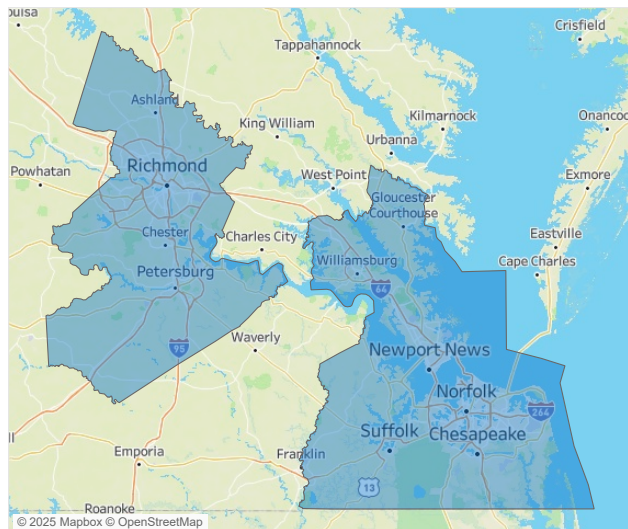 ouisa
Crisfield
Tappahannock
Ashland
King William
Kilmarnock
Onancoc
Urbanna
Powhatan
Richmond
West Point
Exmore
Gloucester
Courthouse
Chester
Charles City
Eastville
Williamsburg
Cape Charles
Petersburg
64
Waverly
95
Newport News
Norfolk
264
Suffolk
Chesapeake
Emporia
Franklin
13
Roanoke
© 2025 Mapbox © OpenStreetMap